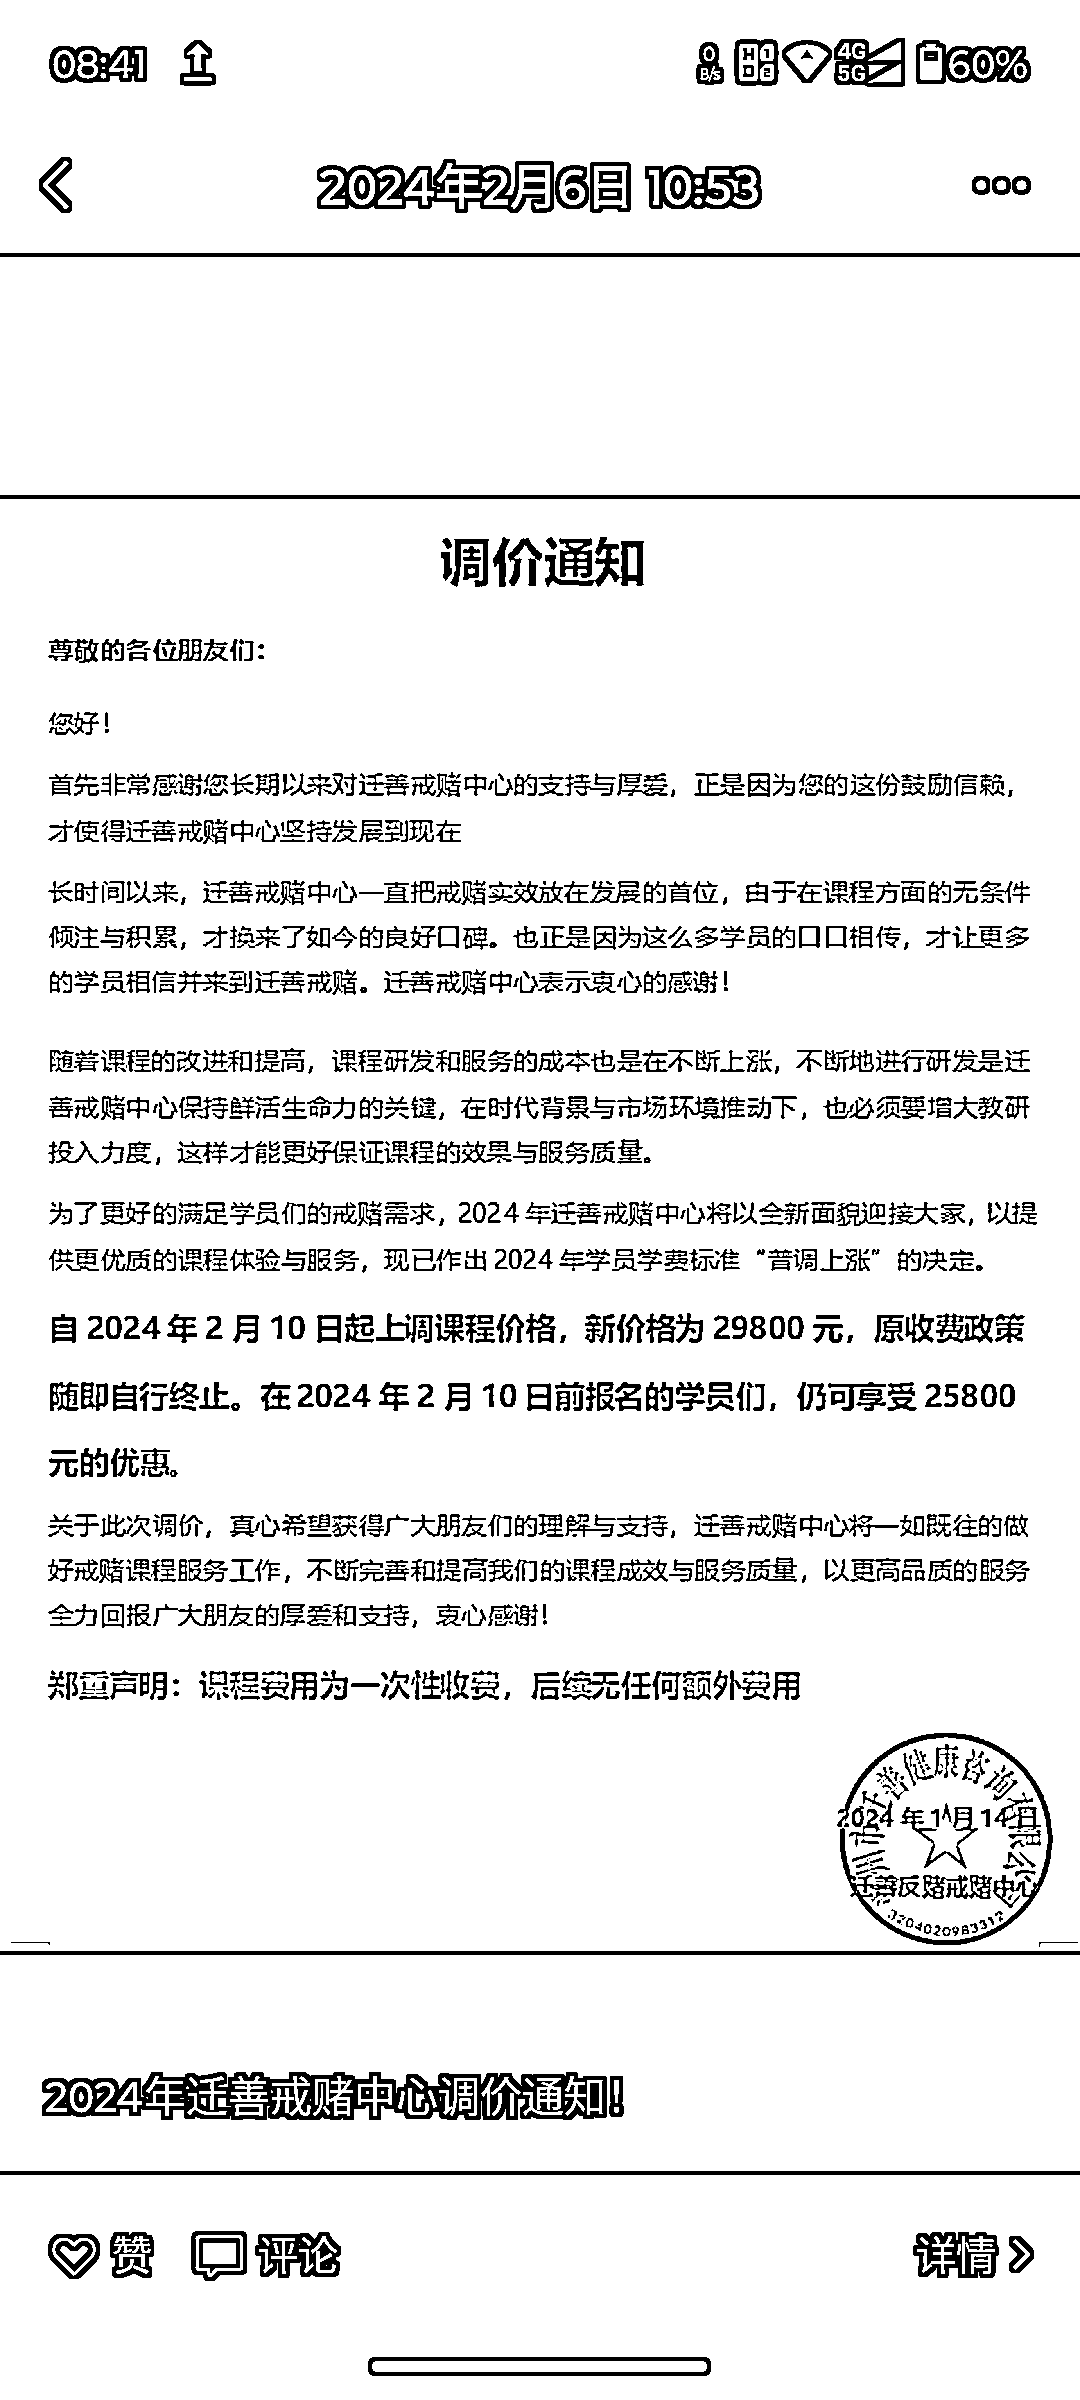 08:41
0 B/s HD 1 2 4G 5G 60%
2024年2月6日 10:53
调价通知
尊敬的各位朋友们：
您好！
首先非常感谢您长期以来对迁善戒赌中心的支持与厚爱，正是因为您的这份鼓励信赖，
才使得迁善戒赌中心坚持发展到现在
长时间以来，迁善戒赌中心一直把戒赌实效放在发展的首位，由于在课程方面的无条件
倾注与积累，才换来了如今的良好口碑。也正是因为这么多学员的口口相传，才让更多
的学员相信并来到迁善戒赌。迁善戒赌中心表示衷心的感谢！
随着课程的改进和提高，课程研发和服务的成本也是在不断上涨，不断地进行研发是迁
善戒赌中心保持鲜活生命力的关键，在时代背景与市场环境推动下，也必须要增大教研
投入力度，这样才能更好保证课程的效果与服务质量。
为了更好的满足学员们的戒赌需求，2024 年迁善戒赌中心将以全新面貌迎接大家，以提
供更优质的课程体验与服务，现已作出 2024 年学员学费标准“普调上涨”的决定。
自 2024 年 2 月 10 日起上调课程价格，新价格为 29800 元，原收费政策
随即自行终止。在 2024 年 2 月 10 日前报名的学员们，仍可享受 25800
元的优惠。
关于此次调价，真心希望获得广大朋友们的理解与支持，迁善戒赌中心将一如既往的做
好戒赌课程服务工作，不断完善和提高我们的课程成效与服务质量，以更高品质的服务
全力回报广大朋友的厚爱和支持，衷心感谢！
郑重声明：课程费用为一次性收费，后续无任何额外费用
州市迁善健康咨询有限公司
2024 年 1 月 14 日
迁善反赌戒赌中心
3204020983312
2024年迁善戒赌中心调价通知！
赞 评论 详情